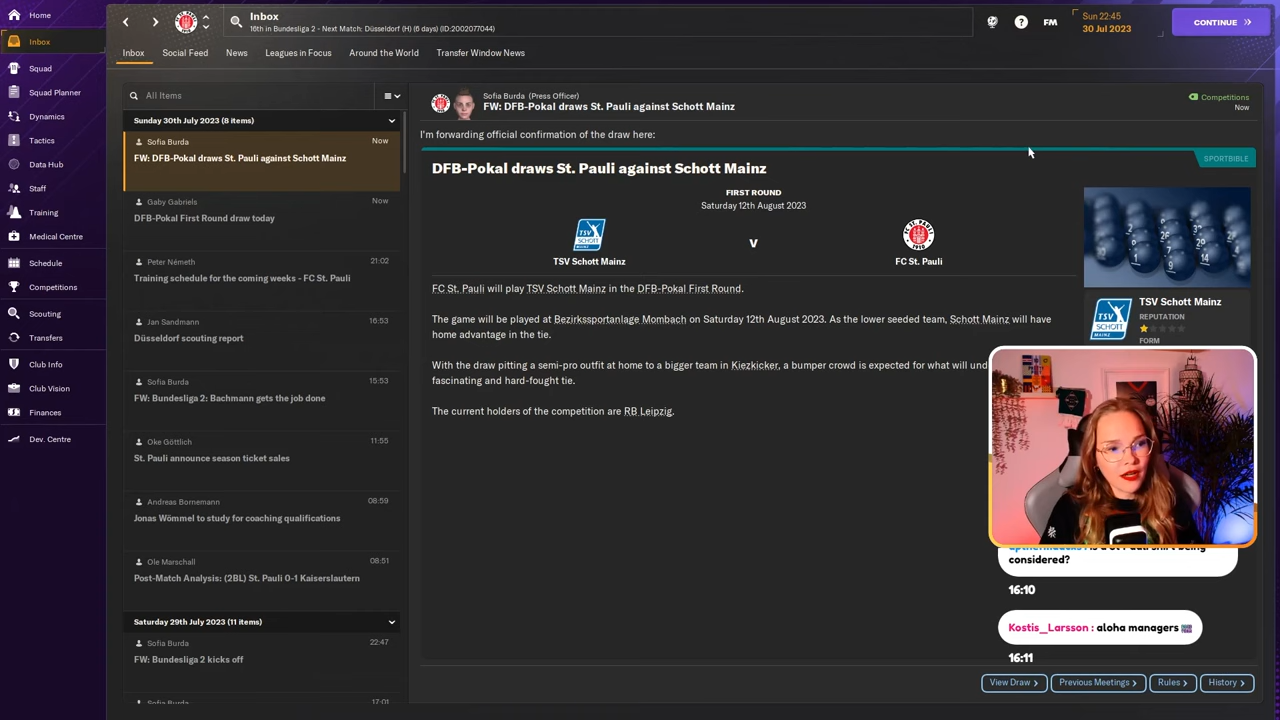 Home
Inbox
Squad
Squad Planner
Dynamics
Tactics
Data Hub
Staff
Training
Medical Centre
Schedule
Competitions
Scouting
Transfers
Club Info
Club Vision
Finances
Dev. Centre
Inbox
16th in Bundesliga 2 - Next Match: Düsseldorf (H) (6 days) (ID:2002077044)
FM
Sun 22:45
30 Jul 2023
CONTINUE
Inbox
Social Feed
News
Leagues in Focus
Around the World
Transfer Window News
All Items
Sunday 30th July 2023 (8 items)
Sofia Burda
Now
FW: DFB-Pokal draws St. Pauli against Schott Mainz
Gaby Gabriels
Now
DFB-Pokal First Round draw today
Peter Németh
21:02
Training schedule for the coming weeks - FC St. Pauli
Jan Sandmann
16:53
Düsseldorf scouting report
Sofia Burda
15:53
FW: Bundesliga 2: Bachmann gets the job done
Oke Göttlich
11:55
St. Pauli announce season ticket sales
Andreas Bornemann
08:59
Jonas Wömmel to study for coaching qualifications
Ole Marschall
08:51
Post-Match Analysis: (2BL) St. Pauli 0-1 Kaiserslautern
Saturday 29th July 2023 (11 items)
Sofia Burda
22:47
FW: Bundesliga 2 kicks off
Sofia Burda
17:01
Sofia Burda (Press Officer)
FW: DFB-Pokal draws St. Pauli against Schott Mainz
Competitions
Now
I'm forwarding official confirmation of the draw here:
SPORTBIBLE
DFB-Pokal draws St. Pauli against Schott Mainz
FIRST ROUND
Saturday 12th August 2023
TSV Schott Mainz
v
FC St. Pauli
FC St. Pauli will play TSV Schott Mainz in the DFB-Pokal First Round.
The game will be played at Bezirkssportanlage Mombach on Saturday 12th August 2023. As the lower seeded team, Schott Mainz will have
home advantage in the tie.
With the draw pitting a semi-pro outfit at home to a bigger team in Kiezkicker, a bumper crowd is expected for what will
fascinating and hard-fought tie.
The current holders of the competition are RB Leipzig.
TSV Schott Mainz
REPUTATION
FORM
considered?
16:10
Kostis_Larsson : aloha managers
16:11
View Draw
Previous Meetings
Rules
History